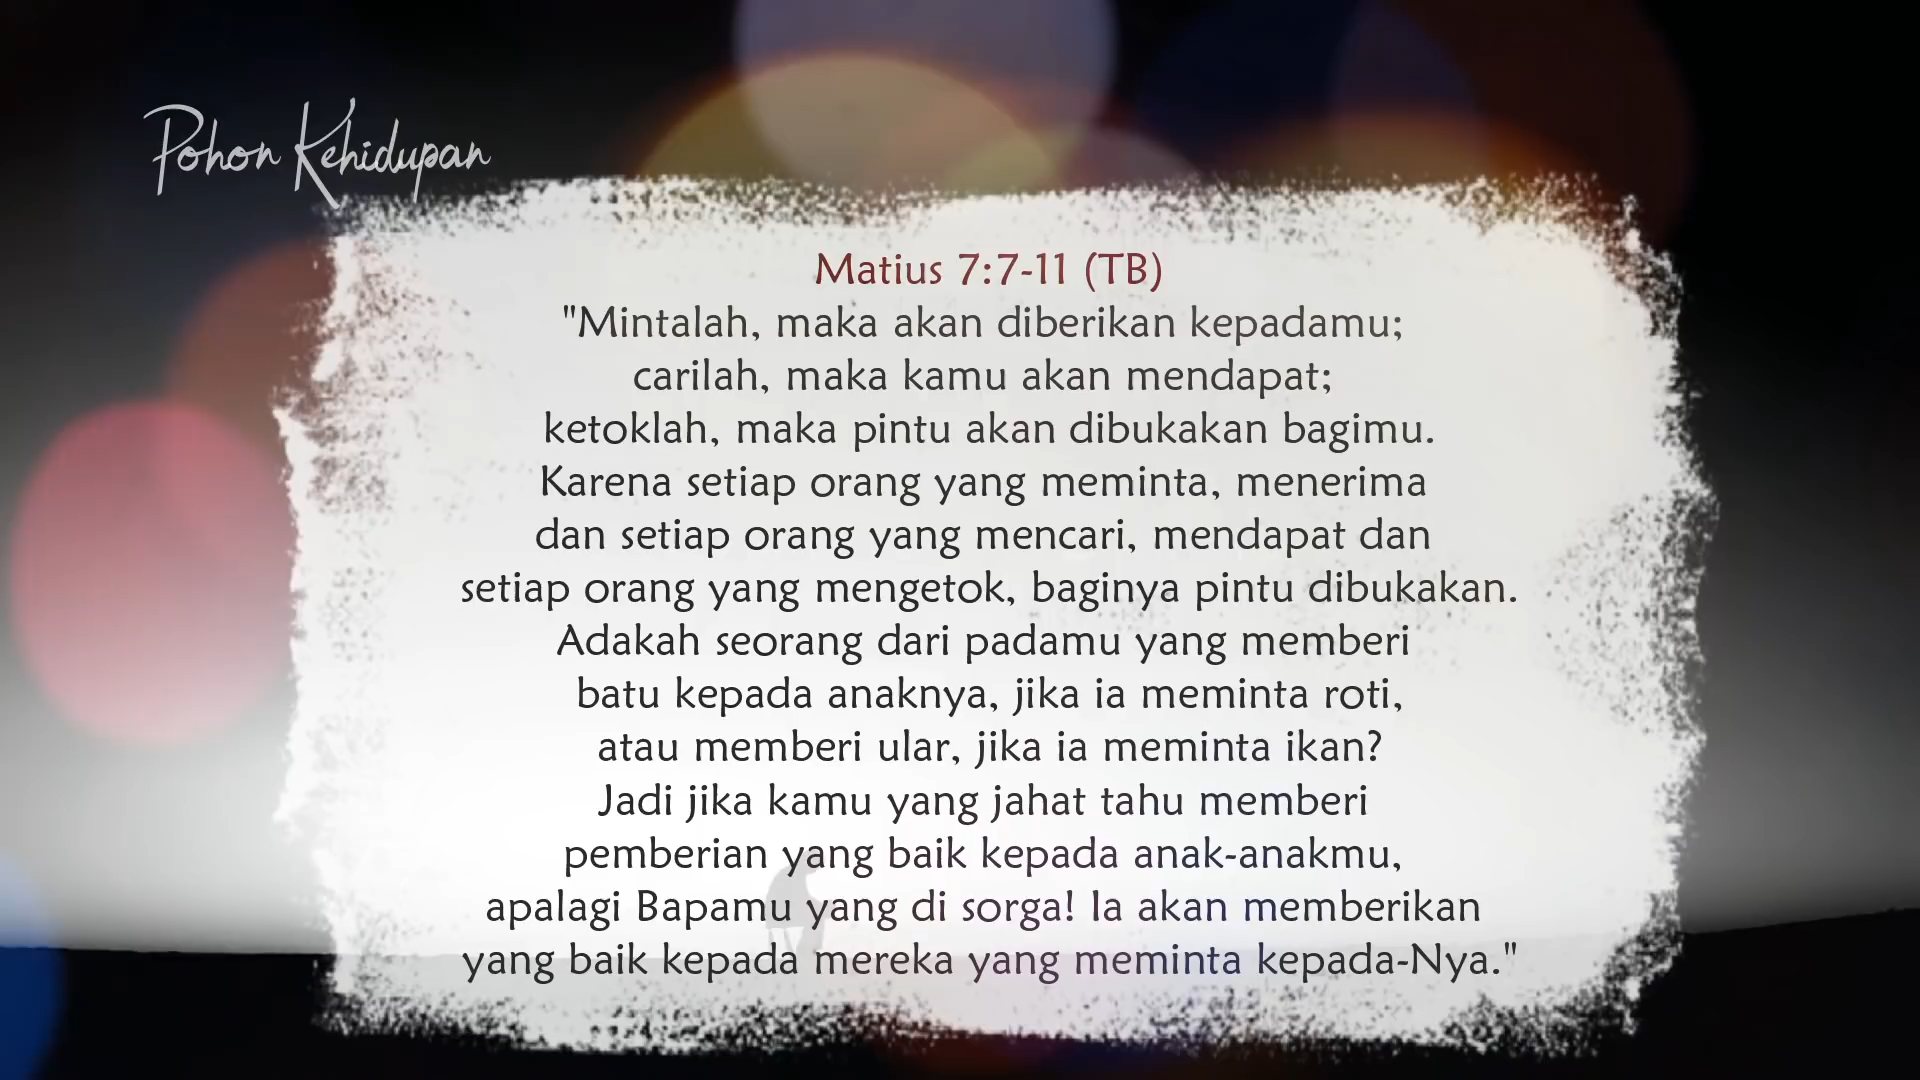 Pohon Kehidupan
Matius 7:7-11 (TB)
"Mintalah, maka akan diberikan kepadamu;
carilah, maka kamu akan mendapat;
ketoklah, maka pintu akan dibukakan bagimu.
Karena setiap orang yang meminta, menerima
dan setiap orang yang mencari, mendapat dan
setiap orang yang mengetok, baginya pintu dibukakan.
Adakah seorang dari padamu yang memberi
batu kepada anaknya, jika ia meminta roti,
atau memberi ular, jika ia meminta ikan?
Jadi jika kamu yang jahat tahu memberi
pemberian yang baik kepada anak-anakmu,
apalagi Bapamu yang di sorga! Ia akan memberikan
yang baik kepada mereka yang meminta kepada-Nya."